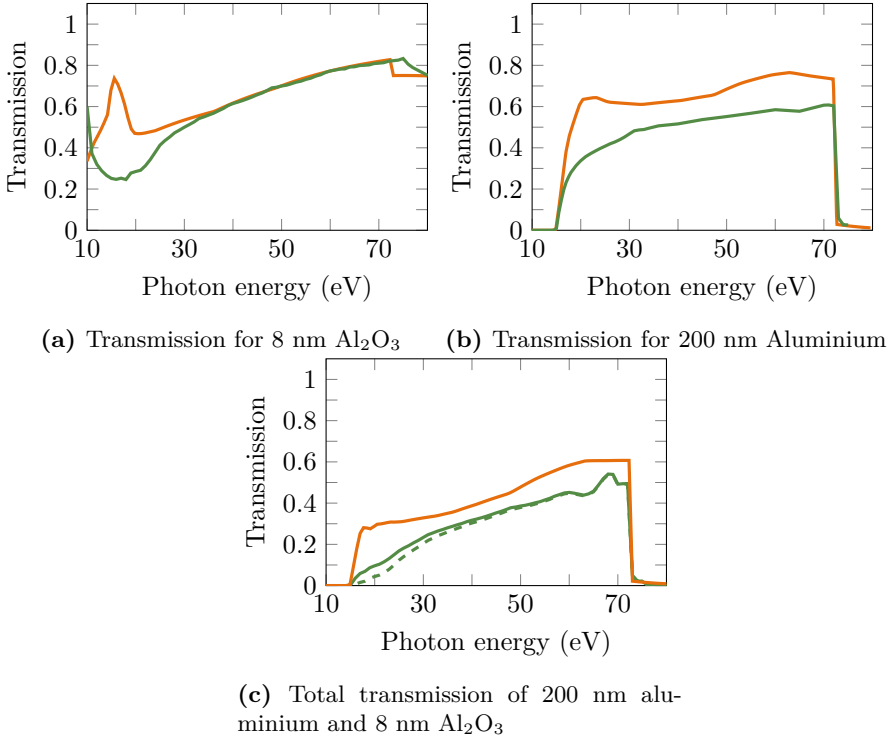 1
0.8
0.6
0.4
0.2
0
10 30 50 70
Transmission
Photon energy (eV)
(a) Transmission for 8 nm Al₂O₃
1
0.8
0.6
0.4
0.2
0
10 30 50 70
Transmission
Photon energy (eV)
(b) Transmission for 200 nm Aluminium
1
0.8
0.6
0.4
0.2
0
10 30 50 70
Transmission
Photon energy (eV)
(c) Total transmission of 200 nm alu-
minium and 8 nm Al₂O₃